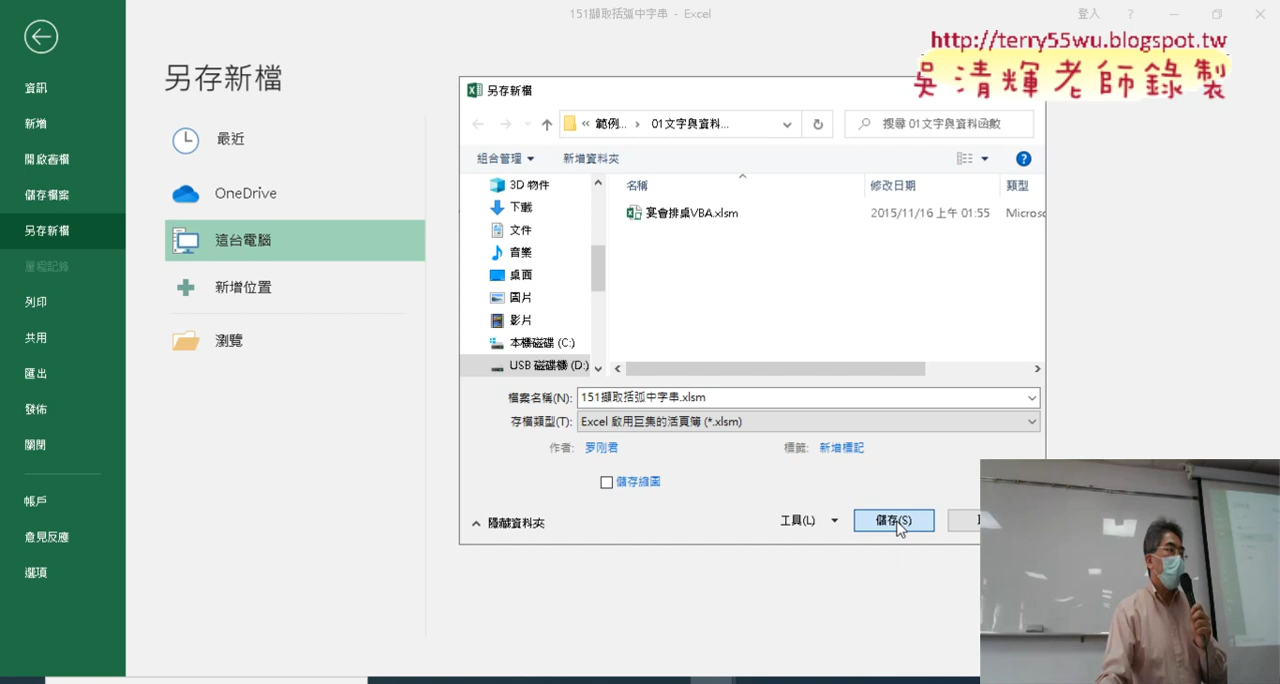 151擷取括弧中字串 - Excel
登入
?
http://terry55wu.blogspot.tw
吳清輝老師錄製
資訊
新增
開啟舊檔
儲存檔案
另存新檔
歷程記錄
列印
共用
匯出
發佈
關閉
帳戶
意見反應
選項
另存新檔
最近
OneDrive
這台電腦
新增位置
瀏覽
另存新檔
« 範例... › 01文字與資料...
搜尋 01文字與資料函數
組合管理
新增資料夾
?
3D 物件
下載
文件
音樂
桌面
圖片
影片
本機磁碟 (C:)
USB 磁碟機 (D:)
名稱
修改日期
類型
宴會排桌VBA.xlsm
2015/11/16 上午 01:55
Microso
檔案名稱(N):
151擷取括弧中字串.xlsm
存檔類型(T):
Excel 啟用巨集的活頁簿 (*.xlsm)
作者:
罗刚君
標籤:
新增標記
儲存縮圖
隱藏資料夾
工具(L)
儲存(S)